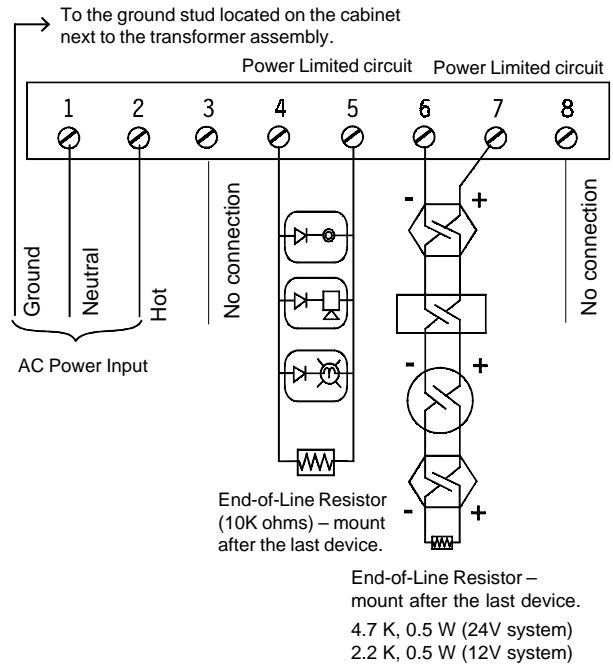 To the ground stud located on the cabinet
next to the transformer assembly.
Power Limited circuit Power Limited circuit
1 2 3 4 5 6 7 8
Ground
Neutral
Hot
No connection
No connection
- +
- +
- +
AC Power Input
End-of-Line Resistor
(10K ohms) – mount
after the last device.
End-of-Line Resistor –
mount after the last device.
4.7 K, 0.5 W (24V system)
2.2 K, 0.5 W (12V system)